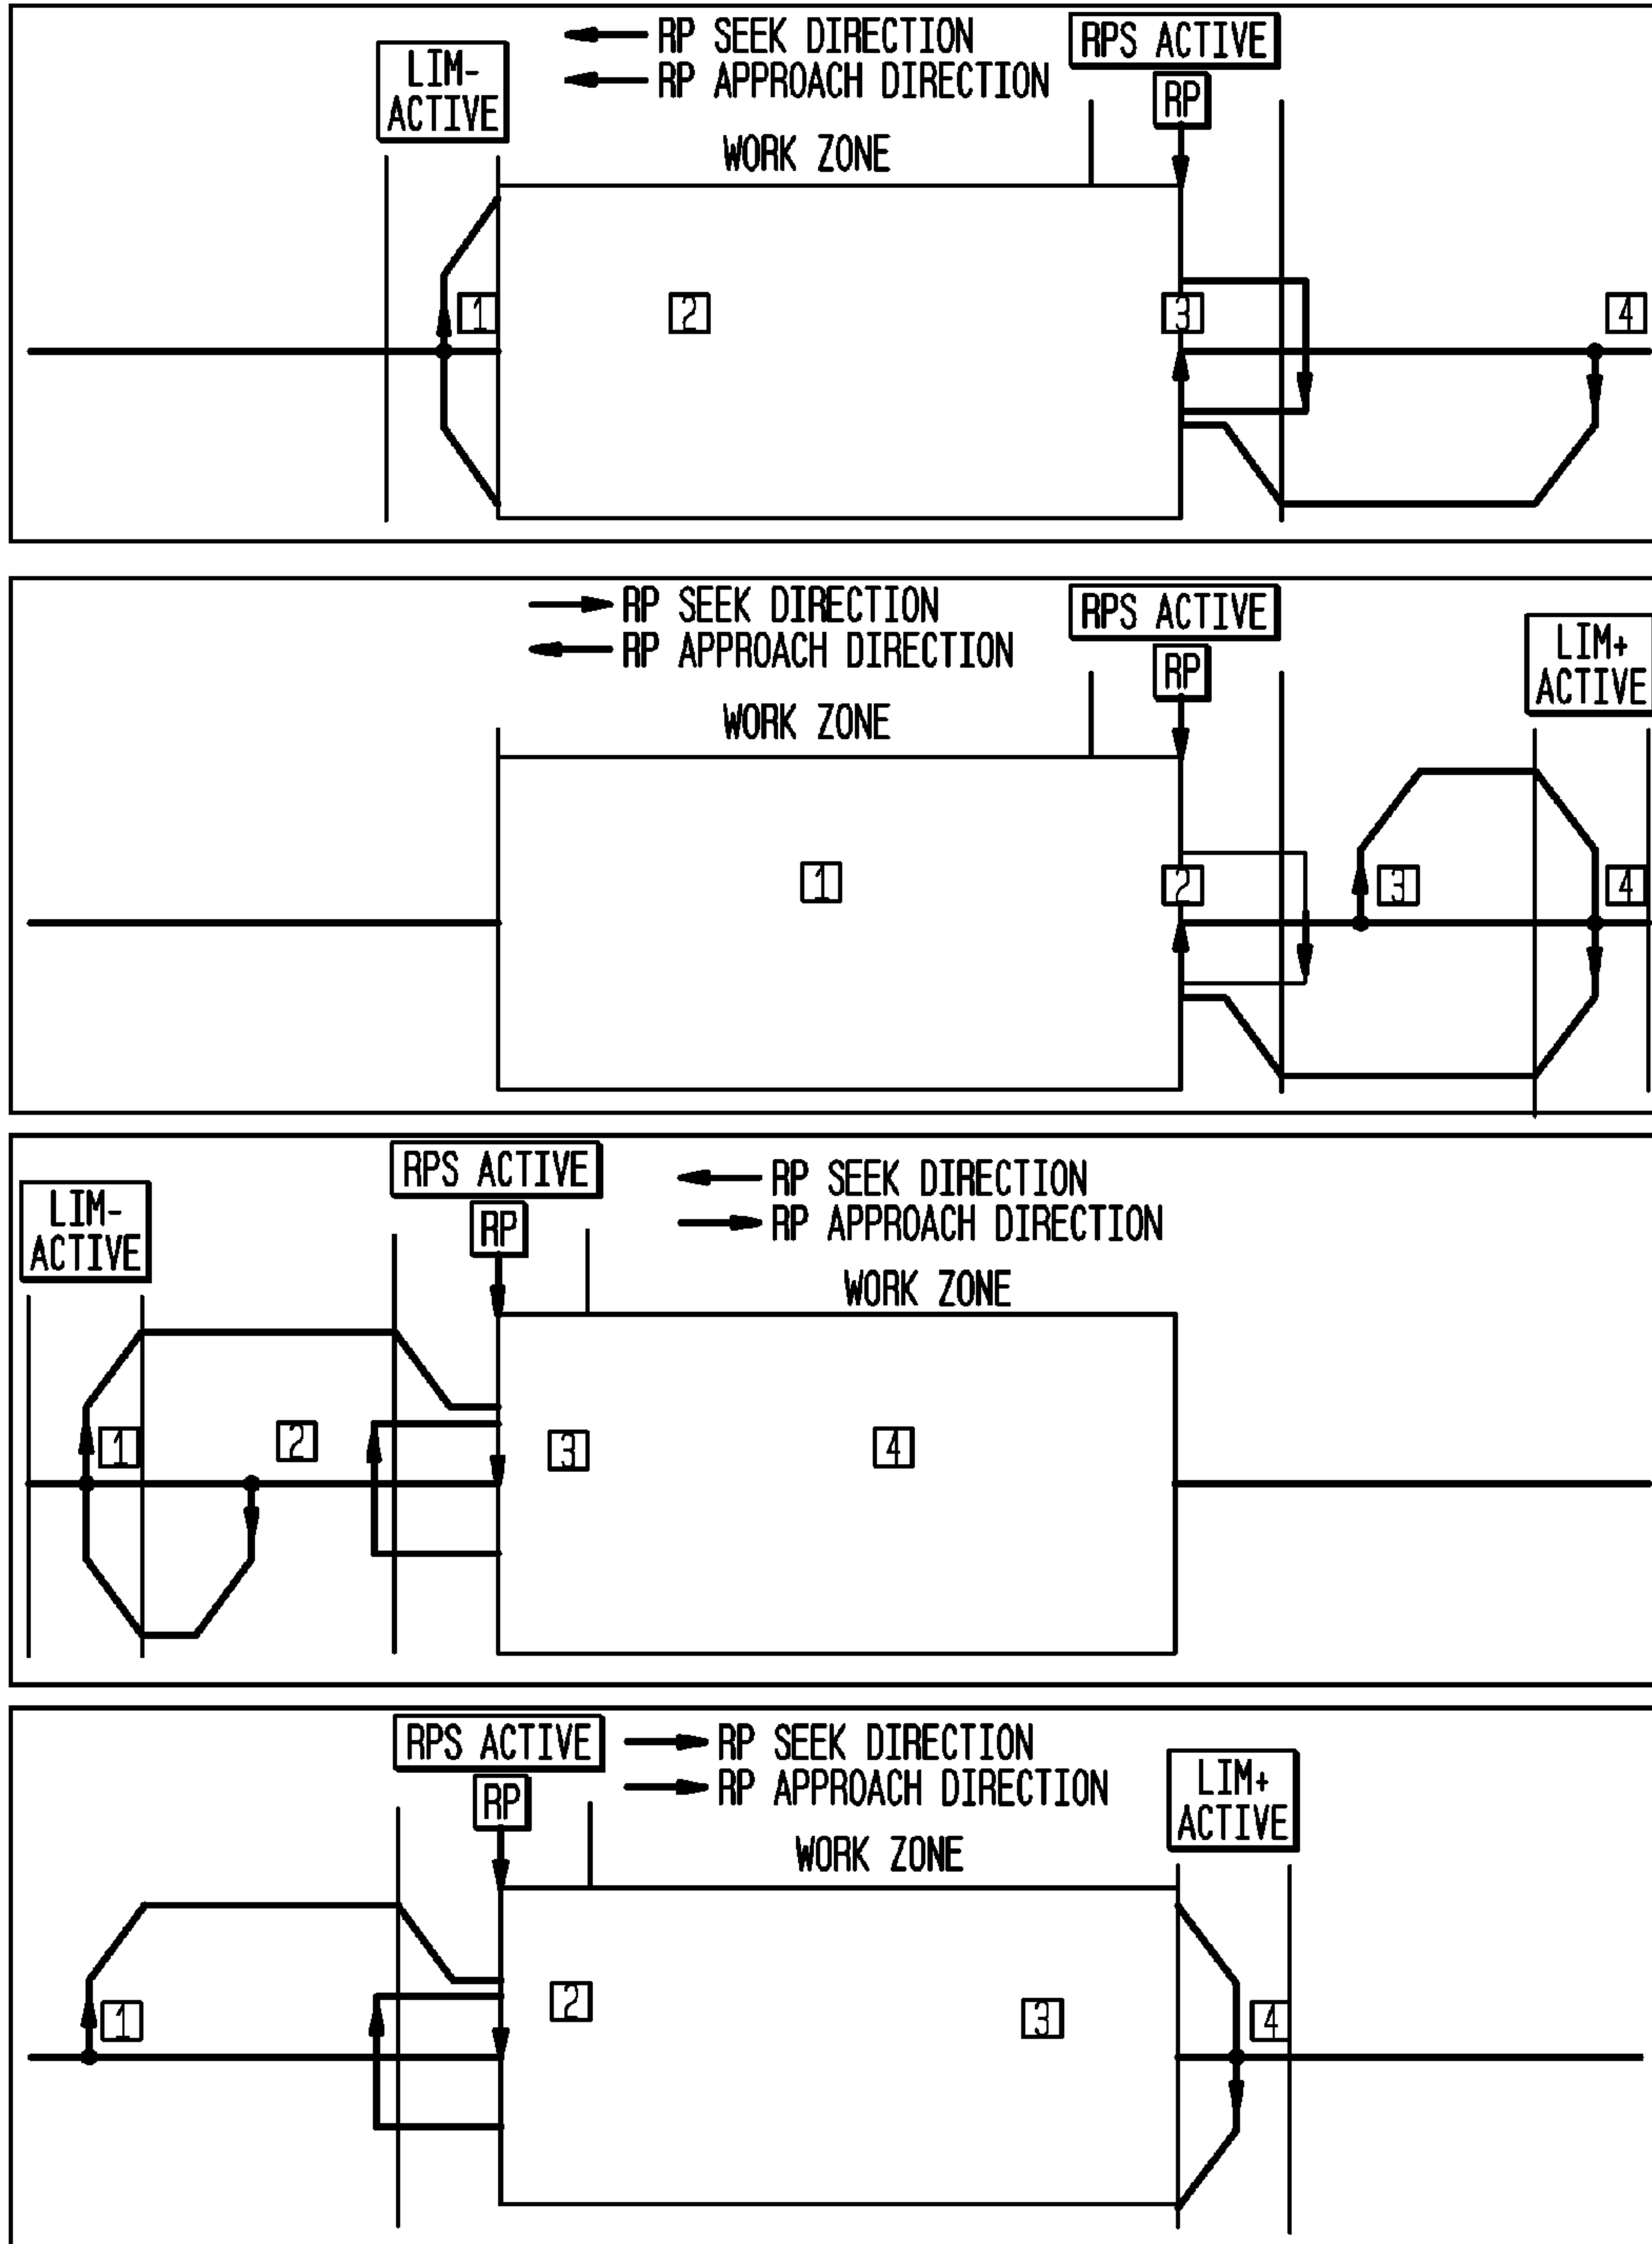 RP SEEK DIRECTION
RP APPROACH DIRECTION
RPS ACTIVE
RP
LIM-
ACTIVE
WORK ZONE
1
2
3
4
RP SEEK DIRECTION
RP APPROACH DIRECTION
RPS ACTIVE
RP
LIM+
ACTIVE
WORK ZONE
1
2
3
4
RPS ACTIVE
RP
RP SEEK DIRECTION
RP APPROACH DIRECTION
LIM-
ACTIVE
WORK ZONE
1
2
3
4
RPS ACTIVE
RP
RP SEEK DIRECTION
RP APPROACH DIRECTION
LIM+
ACTIVE
WORK ZONE
1
2
3
4